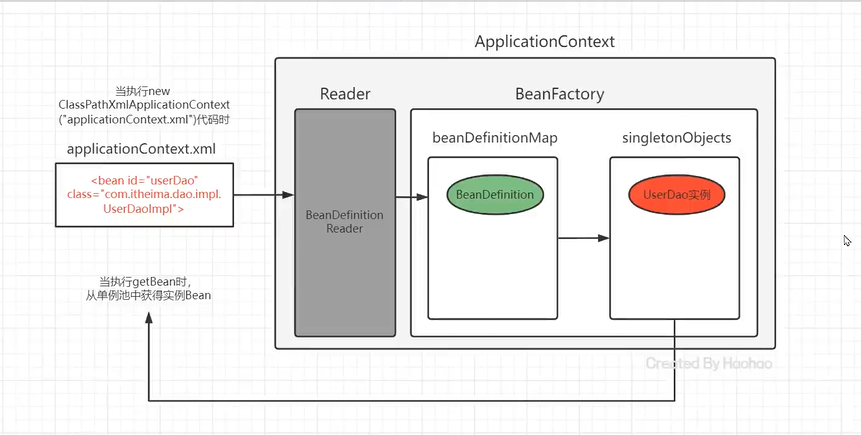 ApplicationContext
当执行new
ClassPathXmlApplicationContext
("applicationContext.xml")代码时
applicationContext.xml
<bean id="userDao"
class="com.itheima.dao.impl.
UserDaoImpl">
Reader
BeanDefinition
Reader
BeanFactory
beanDefinitionMap
BeanDefinition
singletonObjects
UserDao实例
当执行getBean时,
从单例池中获得实例Bean
Created By Haohao